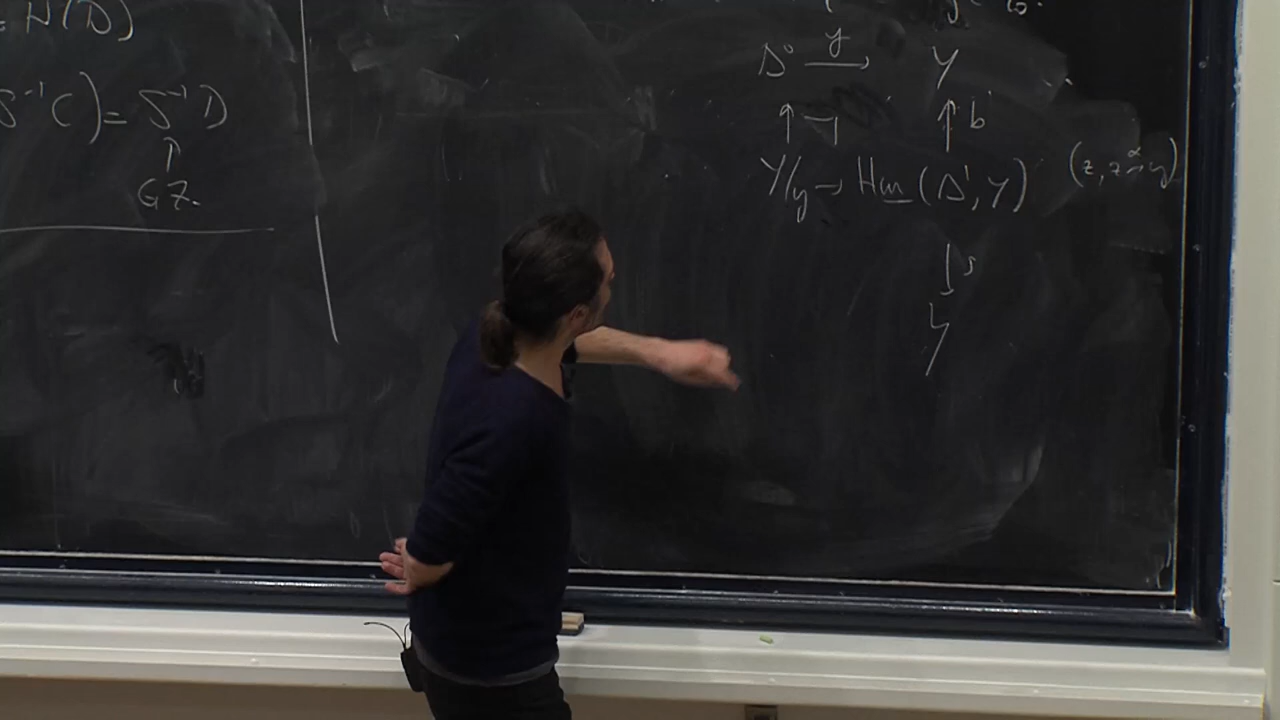 = N(D)
S⁻¹C) = S⁻¹D
↑
GZ.
Δ⁰ —y→ Y
↑ ¬ ↑ b
Y/y → Hom(Δ¹, Y) (z, z →α y)
↓ s
Y